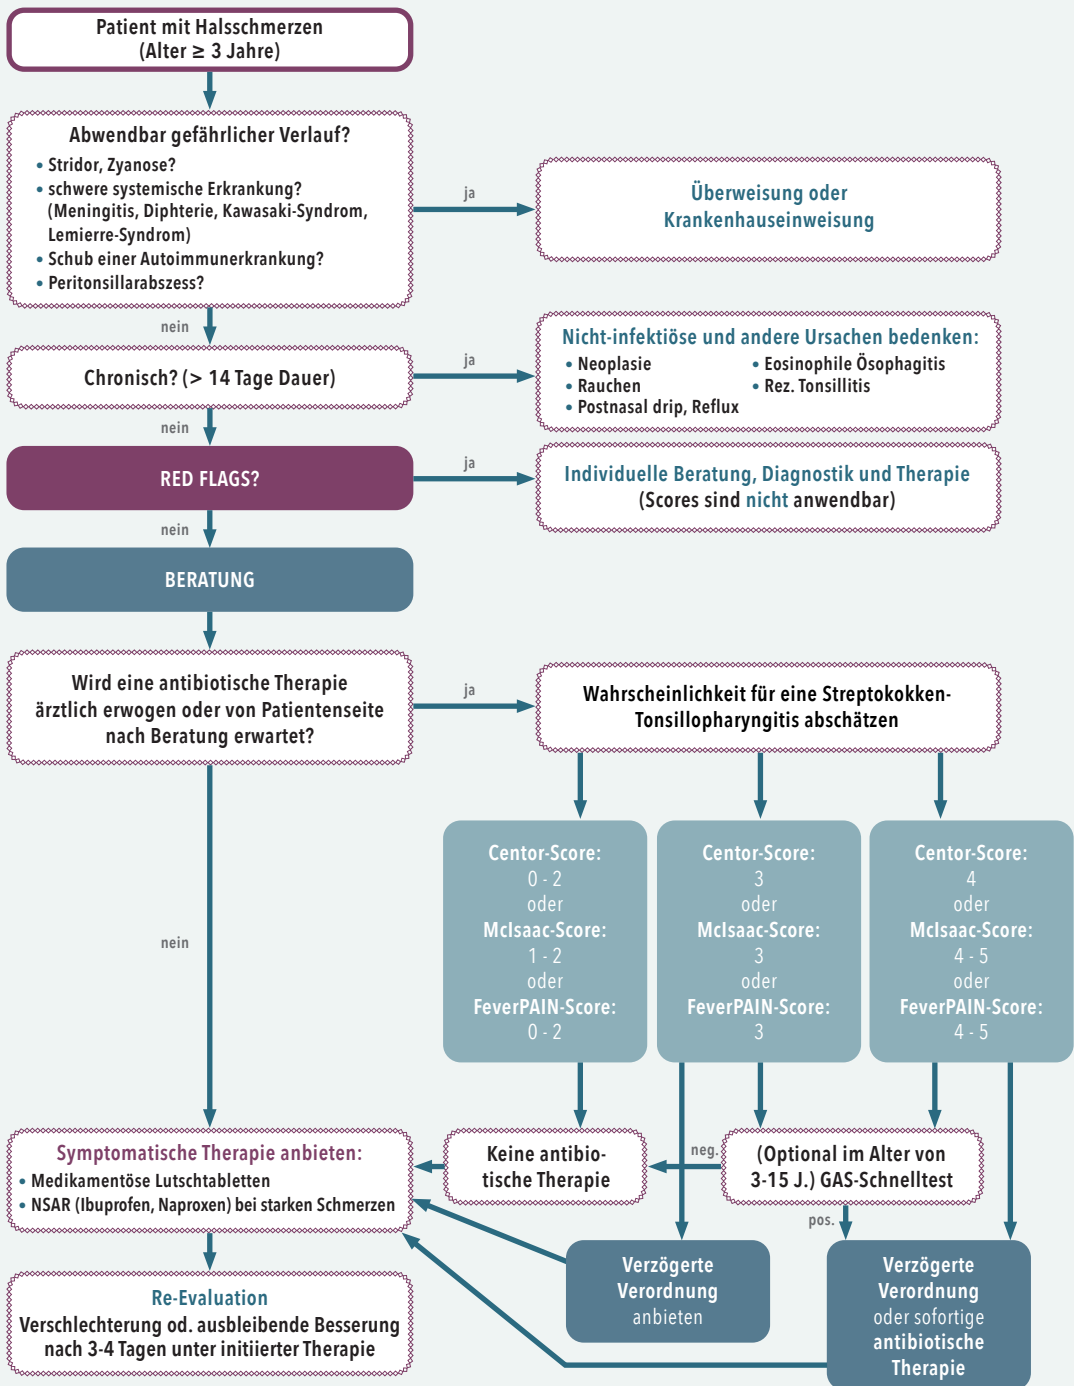 Patient mit Halsschmerzen
(Alter ≥ 3 Jahre)
Abwendbar gefährlicher Verlauf?
• Stridor, Zyanose?
• schwere systemische Erkrankung?
(Meningitis, Diphterie, Kawasaki-Syndrom,
Lemierre-Syndrom)
• Schub einer Autoimmunerkrankung?
• Peritonsillarabszess?
ja
Überweisung oder
Krankenhauseinweisung
nein
Chronisch? (> 14 Tage Dauer)
ja
Nicht-infektiöse und andere Ursachen bedenken:
• Neoplasie
• Rauchen
• Postnasal drip, Reflux
• Eosinophile Ösophagitis
• Rez. Tonsillitis
nein
RED FLAGS?
ja
Individuelle Beratung, Diagnostik und Therapie
(Scores sind nicht anwendbar)
nein
BERATUNG
Wird eine antibiotische Therapie
ärztlich erwogen oder von Patientenseite
nach Beratung erwartet?
ja
Wahrscheinlichkeit für eine Streptokokken-
Tonsillopharyngitis abschätzen
Centor-Score:
0 - 2
oder
McIsaac-Score:
1 - 2
oder
FeverPAIN-Score:
0 - 2
Centor-Score:
3
oder
McIsaac-Score:
3
oder
FeverPAIN-Score:
3
Centor-Score:
4
oder
McIsaac-Score:
4 - 5
oder
FeverPAIN-Score:
4 - 5
nein
Symptomatische Therapie anbieten:
• Medikamentöse Lutschtabletten
• NSAR (Ibuprofen, Naproxen) bei starken Schmerzen
Keine antibio-
tische Therapie
neg.
(Optional im Alter von
3-15 J.) GAS-Schnelltest
pos.
Verzögerte
Verordnung
anbieten
Verzögerte
Verordnung
oder sofortige
antibiotische
Therapie
Re-Evaluation
Verschlechterung od. ausbleibende Besserung
nach 3-4 Tagen unter initiierter Therapie